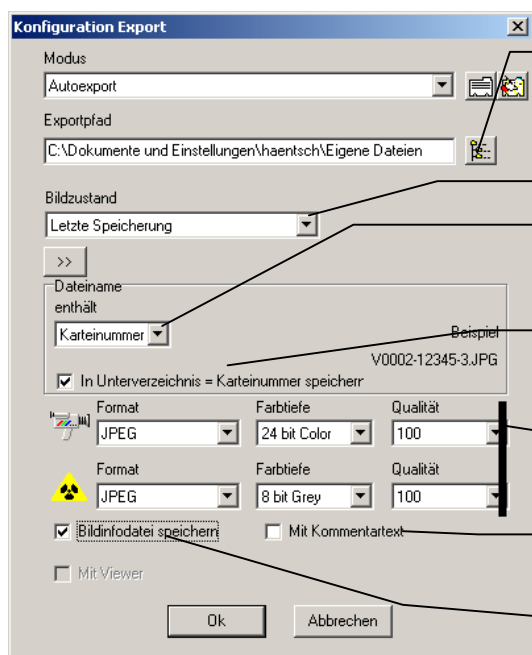 Konfiguration Export
Modus
Autoexport
Exportpfad
C:\Dokumente und Einstellungen\haentsch\Eigene Dateien
Bildzustand
Letzte Speicherung
>>
Dateiname
enthält
Karteinummer
Beispiel
V0002-12345-3.JPG
In Unterverzeichnis = Karteinummer speicherr
Format Farbtiefe Qualität
JPEG 24 bit Color 100
Format Farbtiefe Qualität
JPEG 8 bit Grey 100
Bildinfodatei speichern Mit Kommentartext
Mit Viewer
Ok Abbrechen